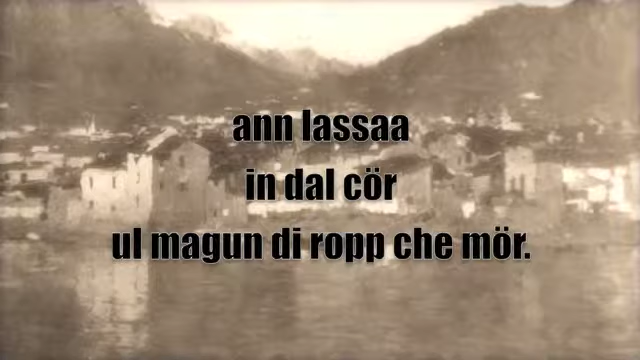 ann lassaa
in dal cör
ul magun di ropp che mör.